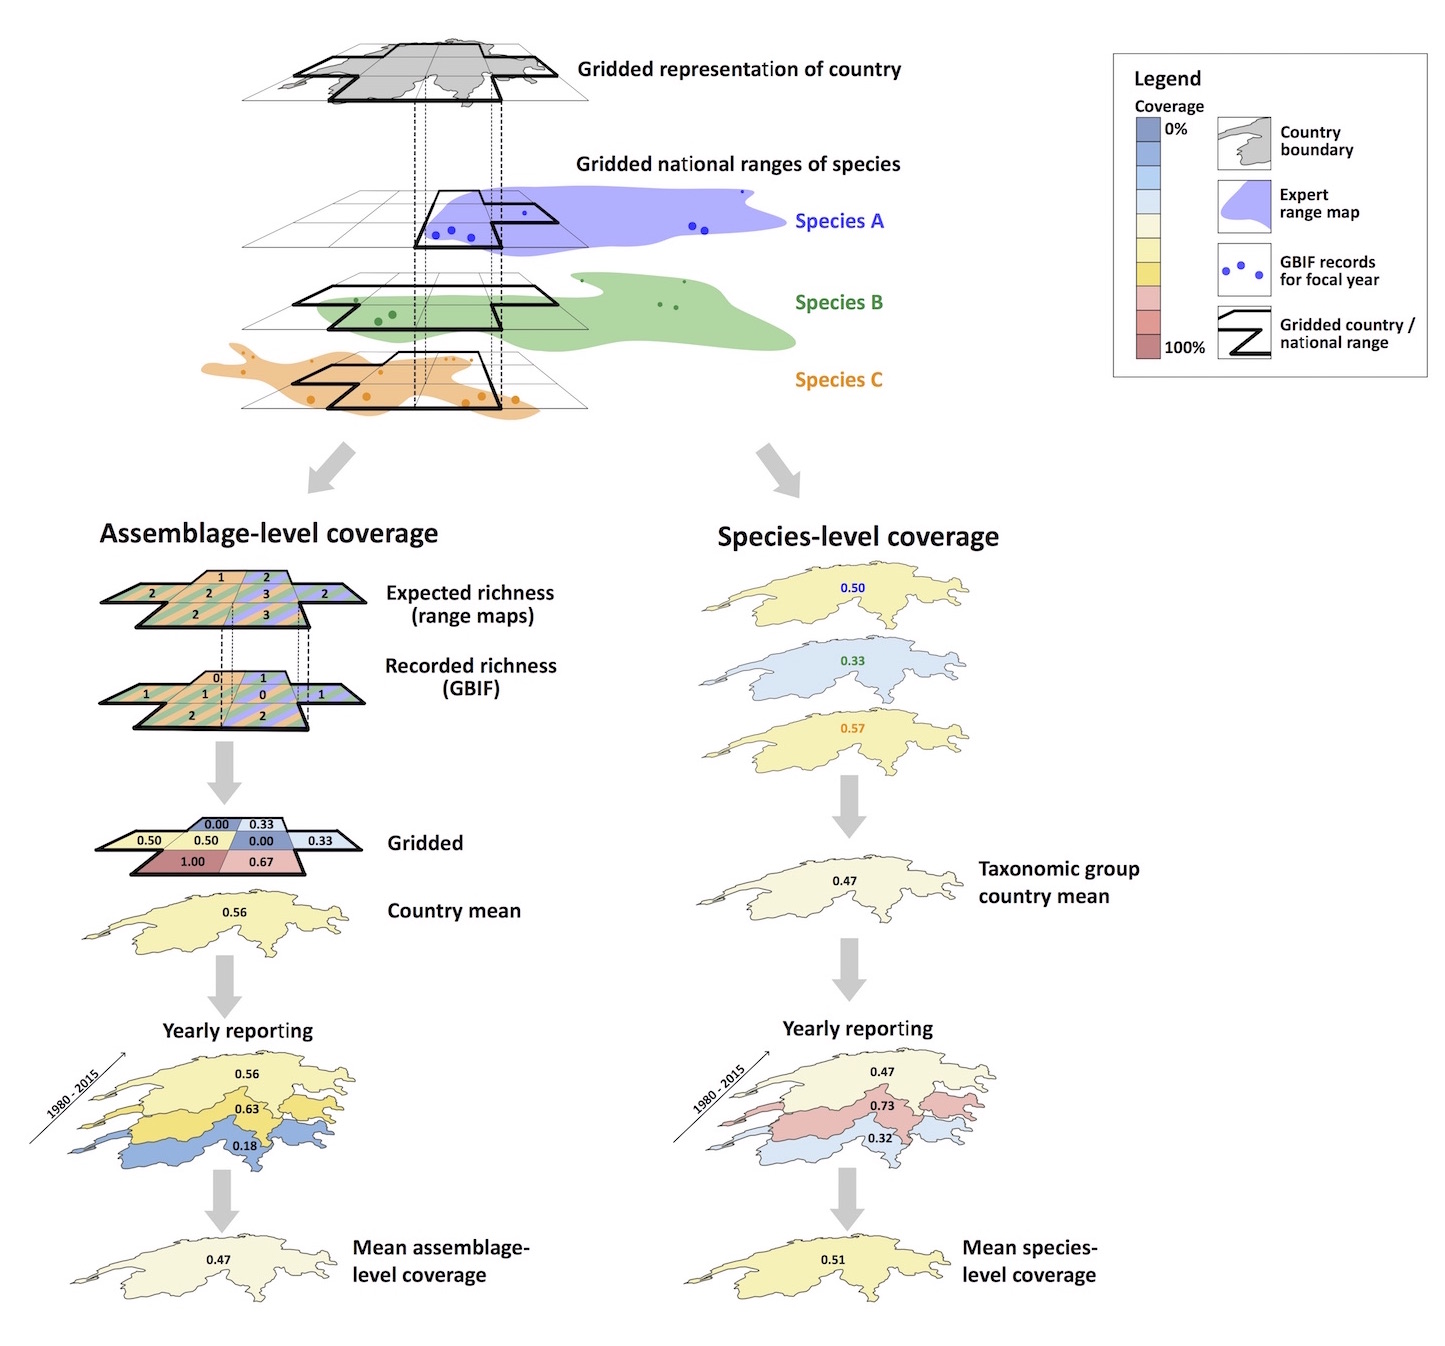 Gridded representation of country
Gridded national ranges of species
Species A
Species B
Species C
Legend
Coverage
0%
100%
Country
boundary
Expert
range map
GBIF records
for focal year
Gridded country /
national range
Assemblage-level coverage
1 2
2 2 3 2
2 3
Expected richness
(range maps)
0 1
1 1 0 1
2 2
Recorded richness
(GBIF)
0.00 0.33
0.50 0.50 0.00 0.33
1.00 0.67
Gridded
0.56
Country mean
Yearly reporting
1980 - 2015
0.56
0.63
0.18
0.47
Mean assemblage-
level coverage
Species-level coverage
0.50
0.33
0.57
0.47
Taxonomic group
country mean
Yearly reporting
1980 - 2015
0.47
0.73
0.32
0.51
Mean species-
level coverage